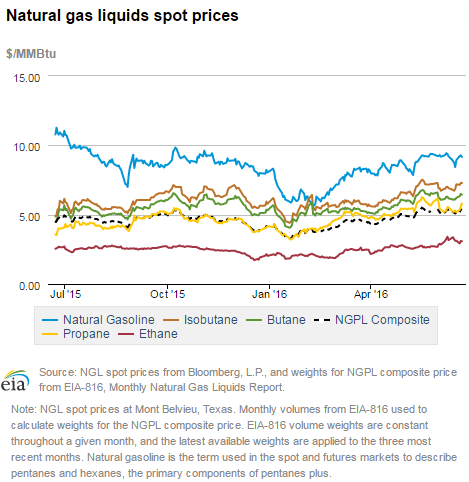 Natural gas liquids spot prices
$/MMBtu
15.00
10.00
5.00
0.00
Jul '15 Oct '15 Jan '16 Apr '16
Natural Gasoline Isobutane Butane NGPL Composite
Propane Ethane
eia
Source: NGL spot prices from Bloomberg, L.P., and weights for NGPL composite price
from EIA-816, Monthly Natural Gas Liquids Report.
Note: NGL spot prices at Mont Belvieu, Texas. Monthly volumes from EIA-816 used to
calculate weights for the NGPL composite price. EIA-816 volume weights are constant
throughout a given month, and the latest available weights are applied to the three most
recent months. Natural gasoline is the term used in the spot and futures markets to describe
pentanes and hexanes, the primary components of pentanes plus.